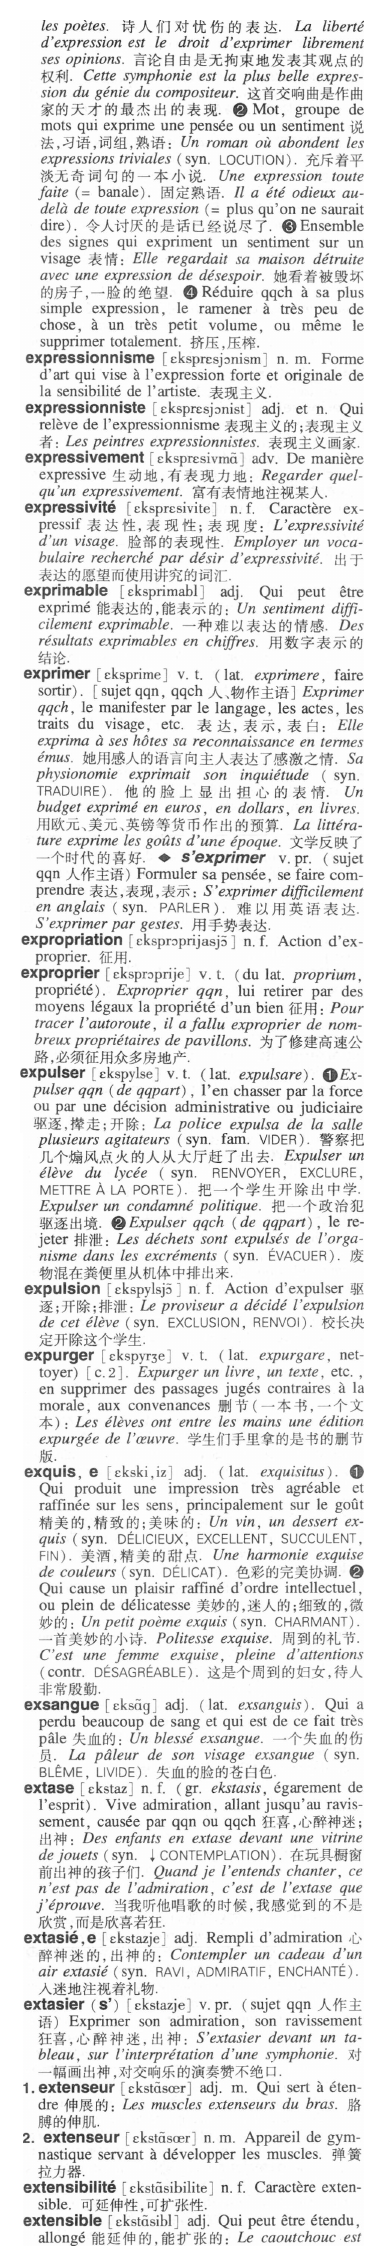 les poètes. 诗人们对忧伤的表达. La liberté
d'expression est le droit d'exprimer librement
ses opinions. 言论自由是无拘束地发表其观点的
权利. Cette symphonie est la plus belle expres-
sion du génie du compositeur. 这首交响曲是作曲
家的天才的最杰出的表现. ❷ Mot, groupe de
mots qui exprime une pensée ou un sentiment 说
法,习语,词组,熟语: Un roman où abondent les
expressions triviales (syn. LOCUTION). 充斥着平
淡无奇词句的一本小说. Une expression toute
faite (= banale). 固定熟语. Il a été odieux au-
delà de toute expression (= plus qu'on ne saurait
dire). 令人讨厌的是话已经说尽了. ❸ Ensemble
des signes qui expriment un sentiment sur un
visage 表情: Elle regardait sa maison détruite
avec une expression de désespoir. 她看着被毁坏
的房子,一脸的绝望. ❹ Réduire qqch à sa plus
simple expression, le ramener à très peu de
chose, à un très petit volume, ou même le
supprimer totalement. 挤压,压榨.
expressionnisme [ɛkspresjɔnism] n. m. Forme
d'art qui vise à l'expression forte et originale de
la sensibilité de l'artiste. 表现主义.
expressionniste [ɛkspresjɔnist] adj. et n. Qui
relève de l'expressionnisme 表现主义的;表现主义
者: Les peintres expressionnistes. 表现主义画家.
expressivement [ɛkspresivmã] adv. De manière
expressive 生动地,有表现力地: Regarder quel-
qu'un expressivement. 富有表情地注视某人.
expressivité [ɛkspresivite] n. f. Caractère ex-
pressif 表达性,表现性;表现度: L'expressivité
d'un visage. 脸部的表现性. Employer un voca-
bulaire recherché par désir d'expressivité. 出于
表达的愿望而使用讲究的词汇.
exprimable [ɛksprimabl] adj. Qui peut être
exprimé 能表达的,能表示的: Un sentiment diffi-
cilement exprimable. 一种难以表达的情感. Des
résultats exprimables en chiffres. 用数字表示的
结论.
exprimer [ɛksprime] v. t. (lat. exprimere, faire
sortir). [sujet qqn, qqch 人、物作主语] Exprimer
qqch, le manifester par le langage, les actes, les
traits du visage, etc. 表达,表示,表白: Elle
exprima à ses hôtes sa reconnaissance en termes
émus. 她用感人的语言向主人表达了感激之情. Sa
physionomie exprimait son inquiétude (syn.
TRADUIRE). 他的脸上显出担心的表情. Un
budget exprimé en euros, en dollars, en livres.
用欧元、美元、英镑等货币作出的预算. La littéra-
ture exprime les goûts d'une époque. 文学反映了
一个时代的喜好. ◆ s'exprimer v. pr. (sujet
qqn 人作主语) Formuler sa pensée, se faire com-
prendre 表达,表现,表示: S'exprimer difficilement
en anglais (syn. PARLER). 难以用英语表达.
S'exprimer par gestes. 用手势表达.
expropriation [ɛksprɔprijasjɔ̃] n. f. Action d'ex-
proprier. 征用.
exproprier [ɛksprɔprije] v. t. (du lat. proprium,
propriété). Exproprier qqn, lui retirer par des
moyens légaux la propriété d'un bien 征用: Pour
tracer l'autoroute, il a fallu exproprier de nom-
breux propriétaires de pavillons. 为了修建高速公
路,必须征用众多房地产.
expulser [ɛkspylse] v. t. (lat. expulsare). ❶ Ex-
pulser qqn (de qqpart), l'en chasser par la force
ou par une décision administrative ou judiciaire
驱逐,撵走;开除: La police expulsa de la salle
plusieurs agitateurs (syn. fam. VIDER). 警察把
几个煽风点火的人从大厅赶了出去. Expulser un
élève du lycée (syn. RENVOYER, EXCLURE,
METTRE À LA PORTE). 把一个学生开除出中学.
Expulser un condamné politique. 把一个政治犯
驱逐出境. ❷ Expulser qqch (de qqpart), le re-
jeter 排泄: Les déchets sont expulsés de l'orga-
nisme dans les excréments (syn. ÉVACUER). 废
物混在粪便里从机体中排出来.
expulsion [ɛkspylsjɔ̃] n. f. Action d'expulser 驱
逐;开除;排泄: Le proviseur a décidé l'expulsion
de cet élève (syn. EXCLUSION, RENVOI). 校长决
定开除这个学生.
expurger [ɛkspyrʒe] v. t. (lat. expurgare, net-
toyer) [c.2]. Expurger un livre, un texte, etc.,
en supprimer des passages jugés contraires à la
morale, aux convenances 删节(一本书,一个文
本): Les élèves ont entre les mains une édition
expurgée de l'œuvre. 学生们手里拿的是书的删节
版.
exquis, e [ɛkski,iz] adj. (lat. exquisitus). ❶
Qui produit une impression très agréable et
raffinée sur les sens, principalement sur le goût
精美的,精致的;美味的: Un vin, un dessert ex-
quis (syn. DÉLICIEUX, EXCELLENT, SUCCULENT,
FIN). 美酒,精美的甜点. Une harmonie exquise
de couleurs (syn. DÉLICAT). 色彩的完美协调. ❷
Qui cause un plaisir raffiné d'ordre intellectuel,
ou plein de délicatesse 美妙的,迷人的;细致的,微
妙的: Un petit poème exquis (syn. CHARMANT).
一首美妙的小诗. Politesse exquise. 周到的礼节.
C'est une femme exquise, pleine d'attentions
(contr. DÉSAGRÉABLE). 这是个周到的妇女,待人
非常殷勤.
exsangue [ɛksãg] adj. (lat. exsanguis). Qui a
perdu beaucoup de sang et qui est de ce fait très
pâle 失血的: Un blessé exsangue. 一个失血的伤
员. La pâleur de son visage exsangue (syn.
BLÊME, LIVIDE). 失血的脸的苍白色.
extase [ɛkstaz] n. f. (gr. ekstasis, égarement de
l'esprit). Vive admiration, allant jusqu'au ravis-
sement, causée par qqn ou qqch 狂喜,心醉神迷;
出神: Des enfants en extase devant une vitrine
de jouets (syn. ↓CONTEMPLATION). 在玩具橱窗
前出神的孩子们. Quand je l'entends chanter, ce
n'est pas de l'admiration, c'est de l'extase que
j'éprouve. 当我听他唱歌的时候,我感觉到的不是
欣赏,而是欣喜若狂.
extasié, e [ɛkstazje] adj. Rempli d'admiration 心
醉神迷的,出神的: Contempler un cadeau d'un
air extasié (syn. RAVI, ADMIRATIF, ENCHANTÉ).
入迷地注视着礼物.
extasier (s') [ɛkstazje] v. pr. (sujet qqn 人作主
语) Exprimer son admiration, son ravissement
狂喜,心醉神迷,出神: S'extasier devant un ta-
bleau, sur l'interprétation d'une symphonie. 对
一幅画出神,对交响乐的演奏赞不绝口.
1. extenseur [ɛkstãsœr] adj. m. Qui sert à éten-
dre 伸展的: Les muscles extenseurs du bras. 胳
膊的伸肌.
2. extenseur [ɛkstãsœr] n. m. Appareil de gym-
nastique servant à développer les muscles. 弹簧
拉力器.
extensibilité [ɛkstãsibilite] n. f. Caractère exten-
sible. 可延伸性,可扩张性.
extensible [ɛkstãsibl] adj. Qui peut être étendu,
allongé 能延伸的,能扩张的: Le caoutchouc est